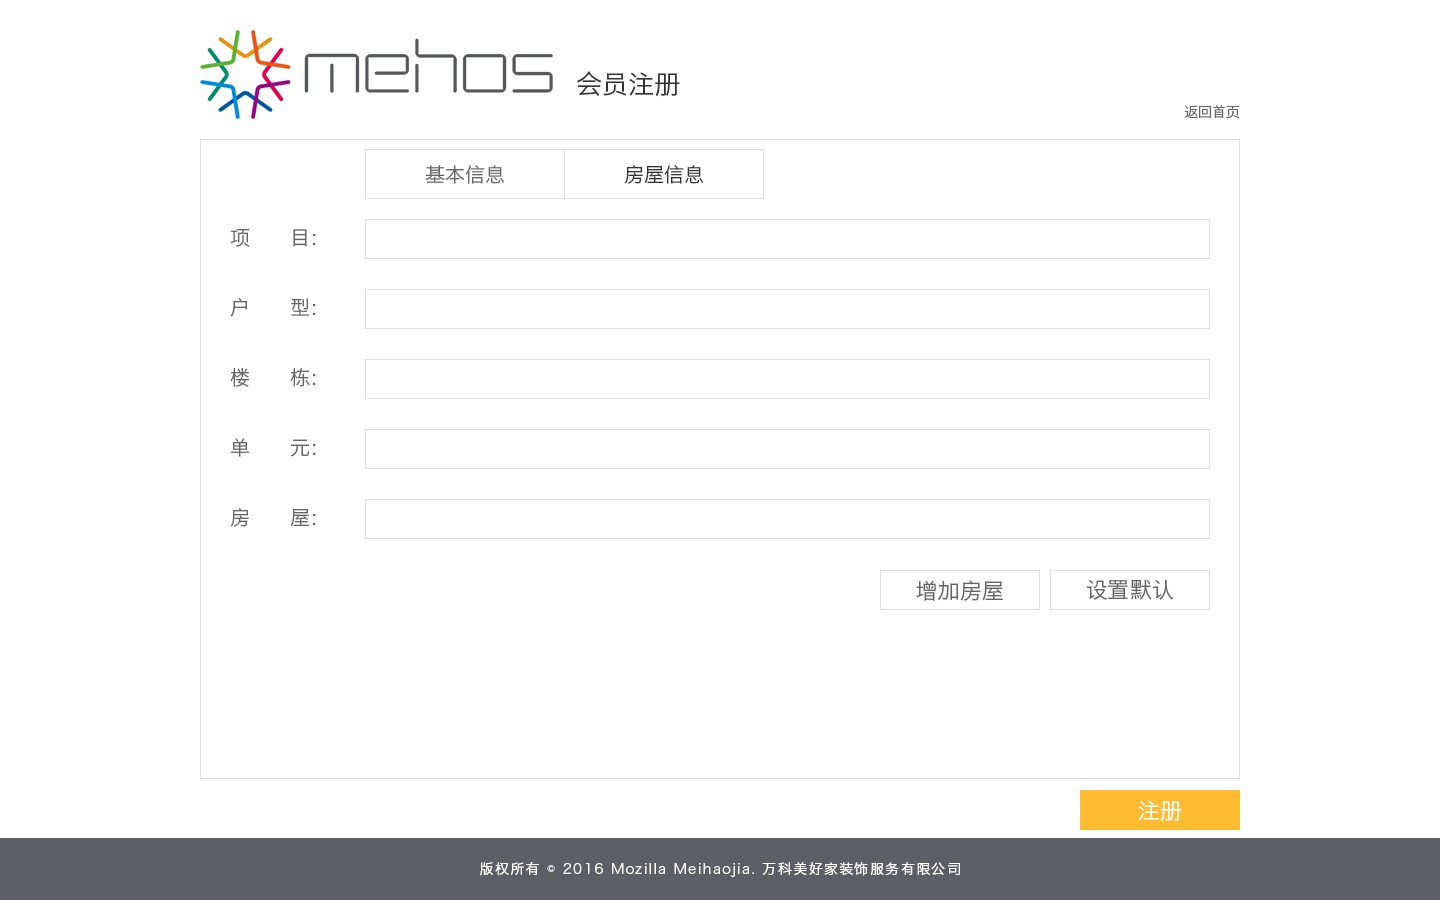 mehos 会员注册
返回首页
基本信息 房屋信息
项 目:
户 型:
楼 栋:
单 元:
房 屋:
增加房屋 设置默认
注册
版权所有 © 2016 Mozilla Meihaojia. 万科美好家装饰服务有限公司